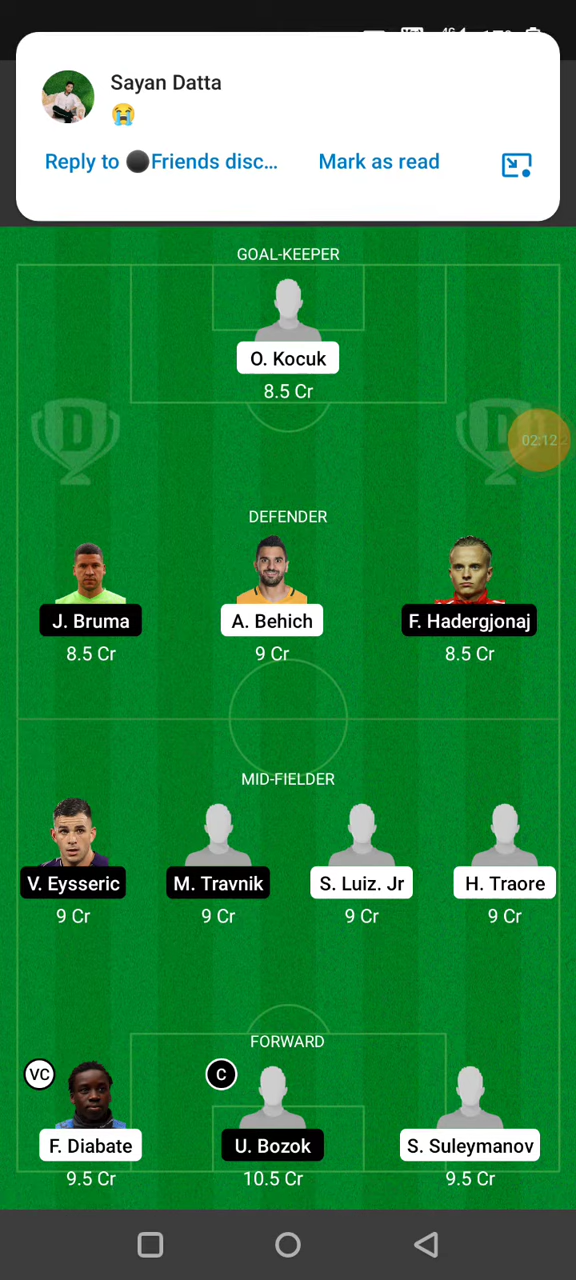 Sayan Datta
😭
Reply to ⚫Friends disc... Mark as read
GOAL-KEEPER
O. Kocuk
8.5 Cr
D D
02:12
DEFENDER
J. Bruma A. Behich F. Hadergjonaj
8.5 Cr 9 Cr 8.5 Cr
MID-FIELDER
V. Eysseric M. Travnik S. Luiz. Jr H. Traore
9 Cr 9 Cr 9 Cr 9 Cr
FORWARD
VC C
F. Diabate U. Bozok S. Suleymanov
9.5 Cr 10.5 Cr 9.5 Cr